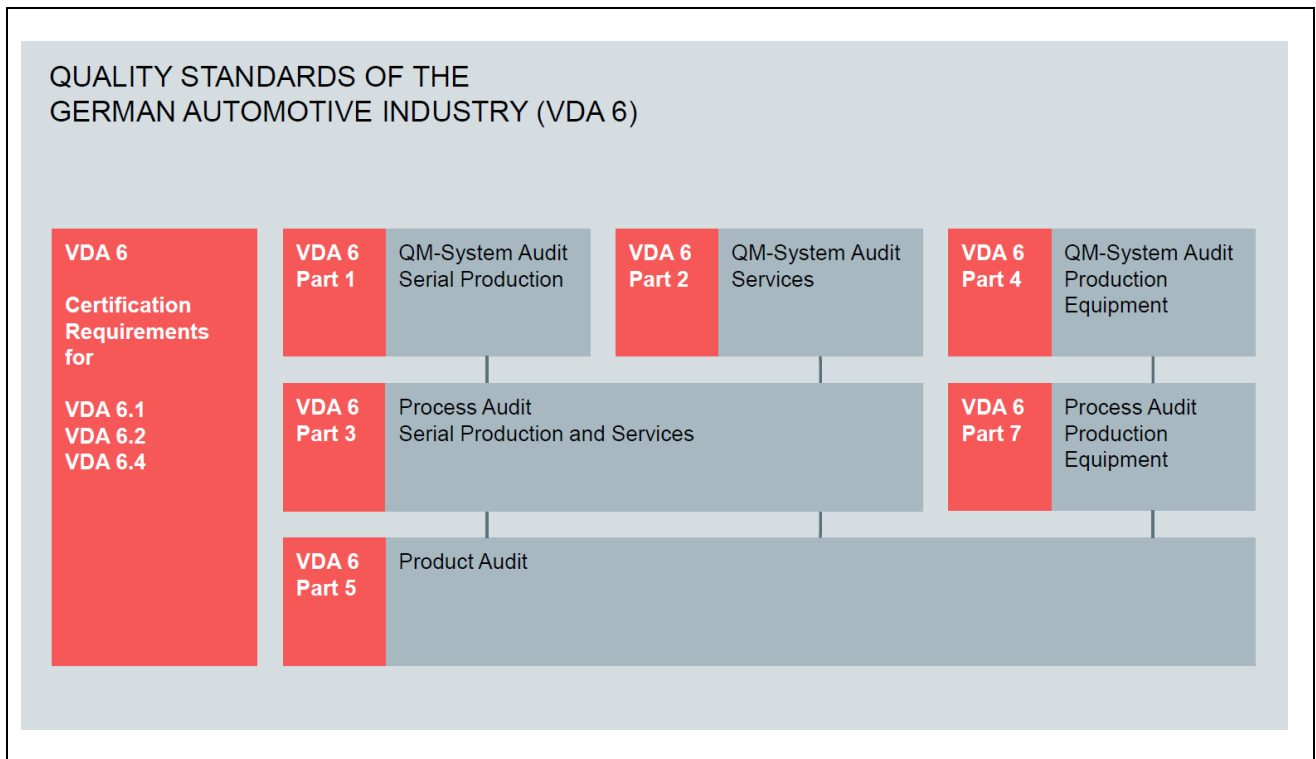 QUALITY STANDARDS OF THE
GERMAN AUTOMOTIVE INDUSTRY (VDA 6)
VDA 6
Certification
Requirements
for
VDA 6.1
VDA 6.2
VDA 6.4
VDA 6
Part 1
QM-System Audit
Serial Production
VDA 6
Part 2
QM-System Audit
Services
VDA 6
Part 4
QM-System Audit
Production
Equipment
VDA 6
Part 3
Process Audit
Serial Production and Services
VDA 6
Part 7
Process Audit
Production
Equipment
VDA 6
Part 5
Product Audit